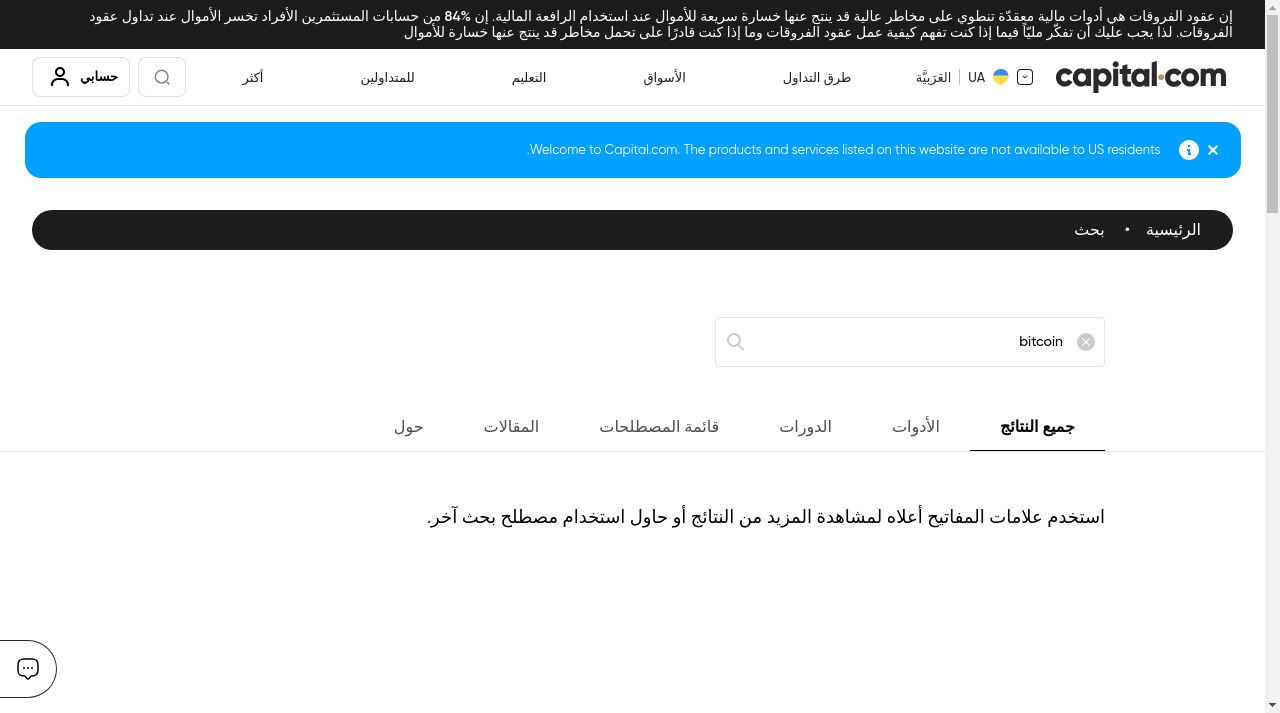 إن عقود الفروقات هي أدوات مالية معقدّة تنطوي على مخاطر عالية قد ينتج عنها خسارة سريعة للأموال عند استخدام الرافعة المالية. إن 84% من حسابات المستثمرين الأفراد تخسر الأموال عند تداول عقود
الفروقات. لذا يجب عليك أن تفكّر مليّاً فيما إذا كنت تفهم كيفية عمل عقود الفروقات وما إذا كنت قادرًا على تحمل مخاطر قد ينتج عنها خسارة للأموال
capital.com
UA
العَرَبيَّة
طرق التداول
الأسواق
التعليم
للمتداولين
أكثر
حسابي
Welcome to Capital.com. The products and services listed on this website are not available to US residents.
الرئيسية • بحث
bitcoin
جميع النتائج
الأدوات
الدورات
قائمة المصطلحات
المقالات
حول
استخدم علامات المفاتيح أعلاه لمشاهدة المزيد من النتائج أو حاول استخدام مصطلح بحث آخر.